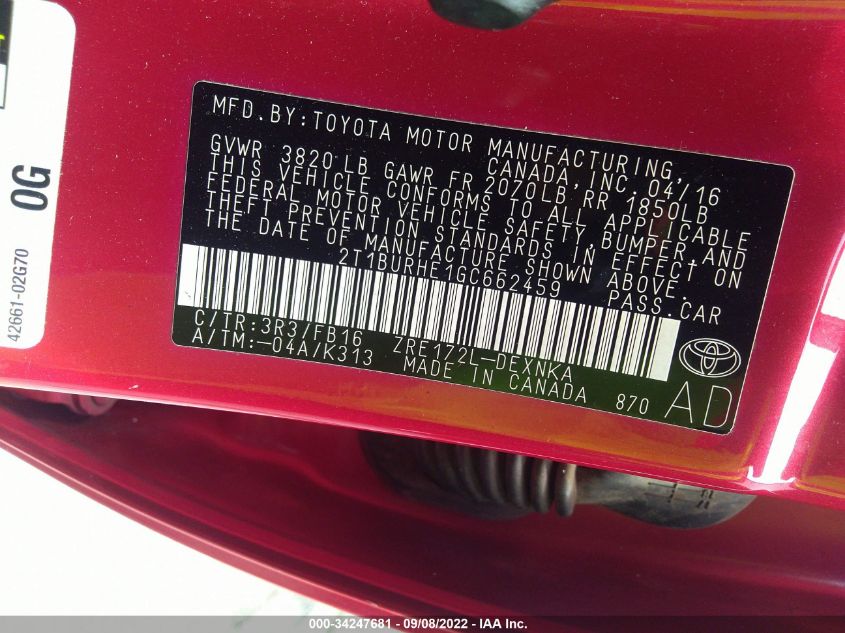 MFD.BY:TOYOTA MOTOR MANUFACTURING,
CANADA,INC.04/16
GVWR 3820 LB GAWR FR 2070LB RR 1850LB
THIS VEHICLE CONFORMS TO ALL APPLICABLE
FEDERAL MOTOR VEHICLE SAFETY,BUMPER,AND
THEFT PREVENTION STANDARDS IN EFFECT ON
THE DATE OF MANUFACTURE SHOWN ABOVE.
2T1BURHE1GC662459 PASS.CAR
C/TR:3R3/FB16 ZRE172L-DEXNKA
A/TM:-04A/K313 MADE IN CANADA 870 AD
42661-02G70 0G
000-34247681 - 09/08/2022 - IAA Inc.